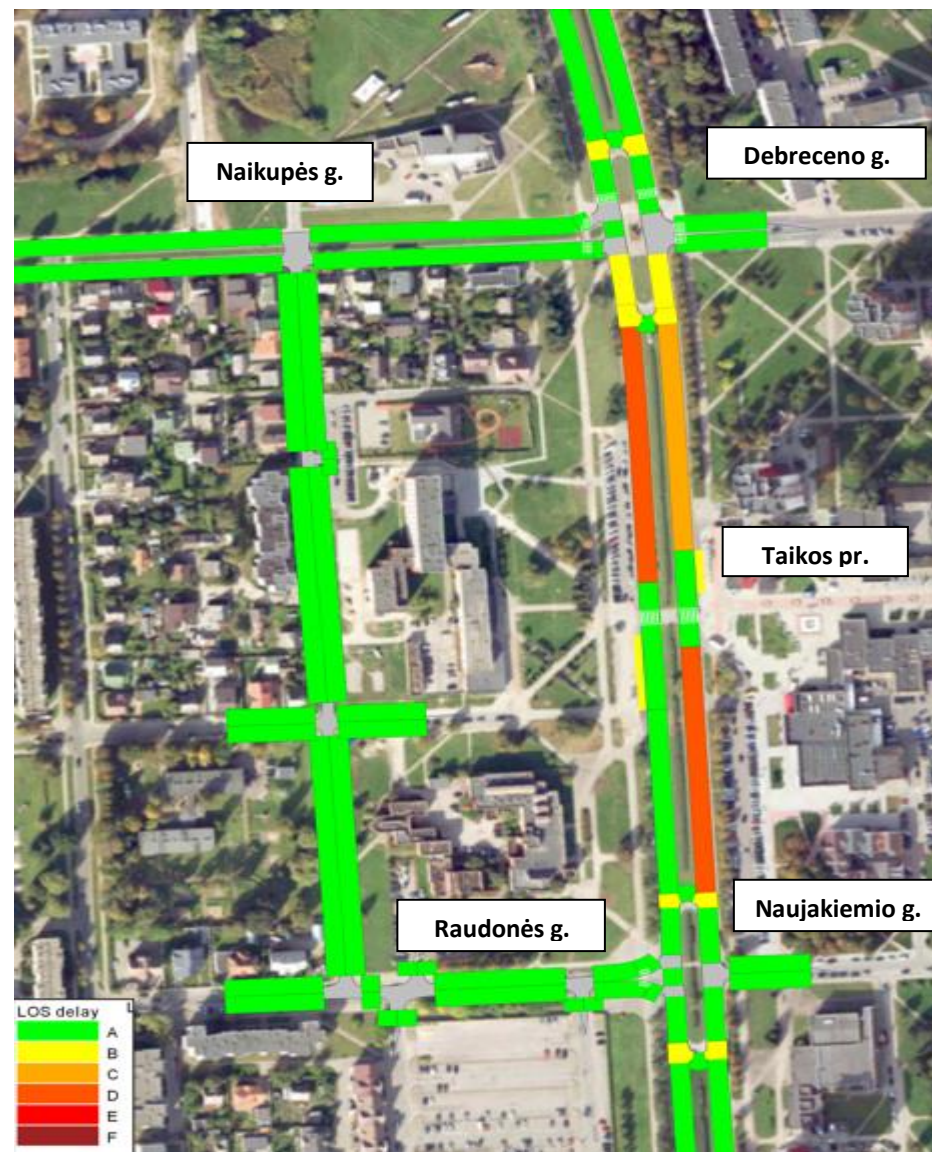 Naikupės g.
Debreceno g.
Taikos pr.
Raudonės g.
Naujakiemio g.
LOS delay
A
B
C
D
E
F